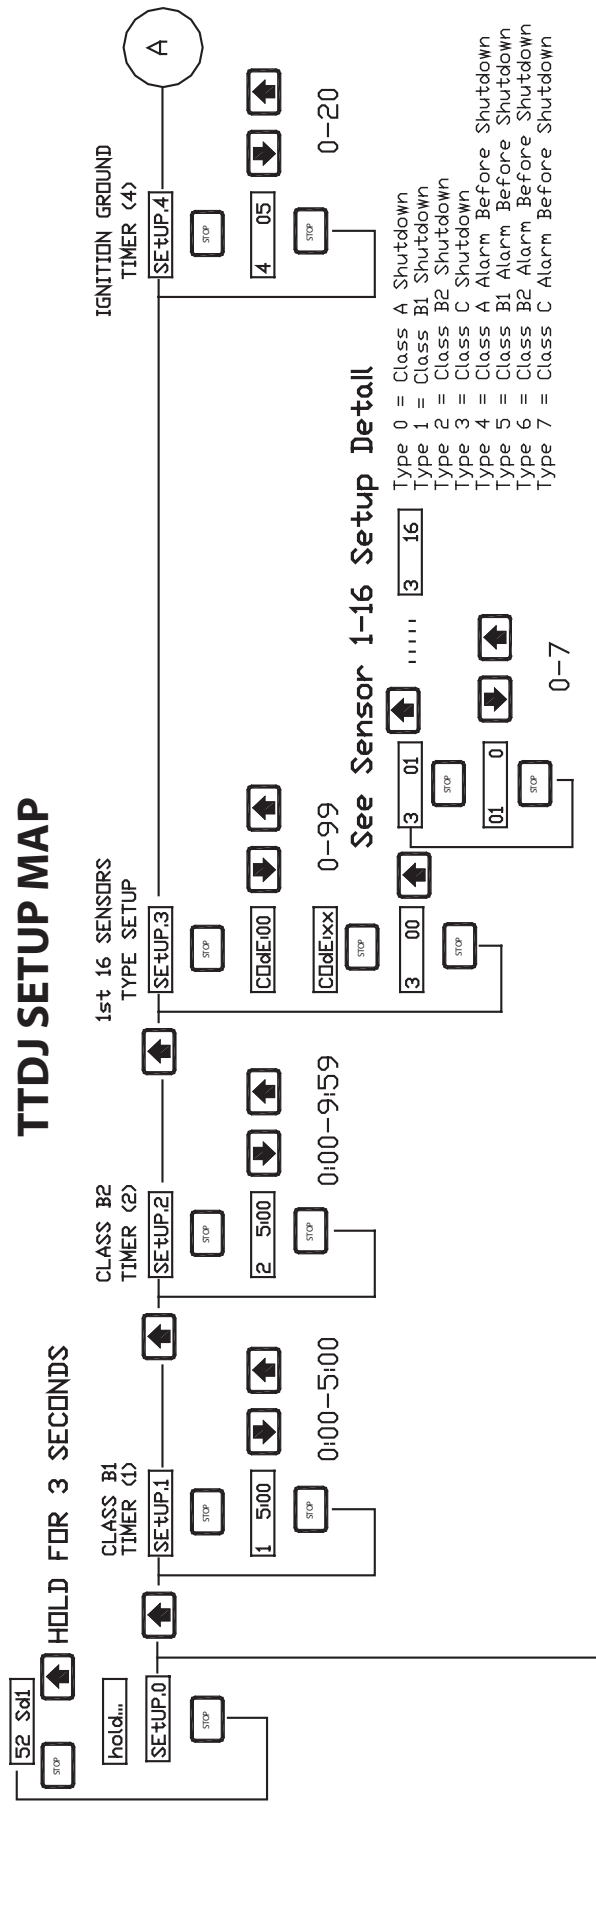 TTDJ SETUP MAP
52 Sd1
STOP
HOLD FOR 3 SECONDS
hold...
SEtUP.0
STOP
CLASS B1
TIMER (1)
SEtUP.1
STOP
1 5:00
STOP
0:00-5:00
CLASS B2
TIMER (2)
SEtUP.2
STOP
2 5:00
STOP
0:00-9:59
1st 16 SENSORS
TYPE SETUP
SEtUP.3
STOP
COdE:00
0-99
COdE:xx
STOP
3 00
STOP
See Sensor 1-16 Setup Detail
3 01
STOP
01 0
STOP
0-7
..... 3 16
Type 0 = Class A Shutdown
Type 1 = Class B1 Shutdown
Type 2 = Class B2 Shutdown
Type 3 = Class C Shutdown
Type 4 = Class A Alarm Before Shutdown
Type 5 = Class B1 Alarm Before Shutdown
Type 6 = Class B2 Alarm Before Shutdown
Type 7 = Class C Alarm Before Shutdown
IGNITION GROUND
TIMER (4)
SEtUP.4
STOP
4 05
STOP
0-20
A